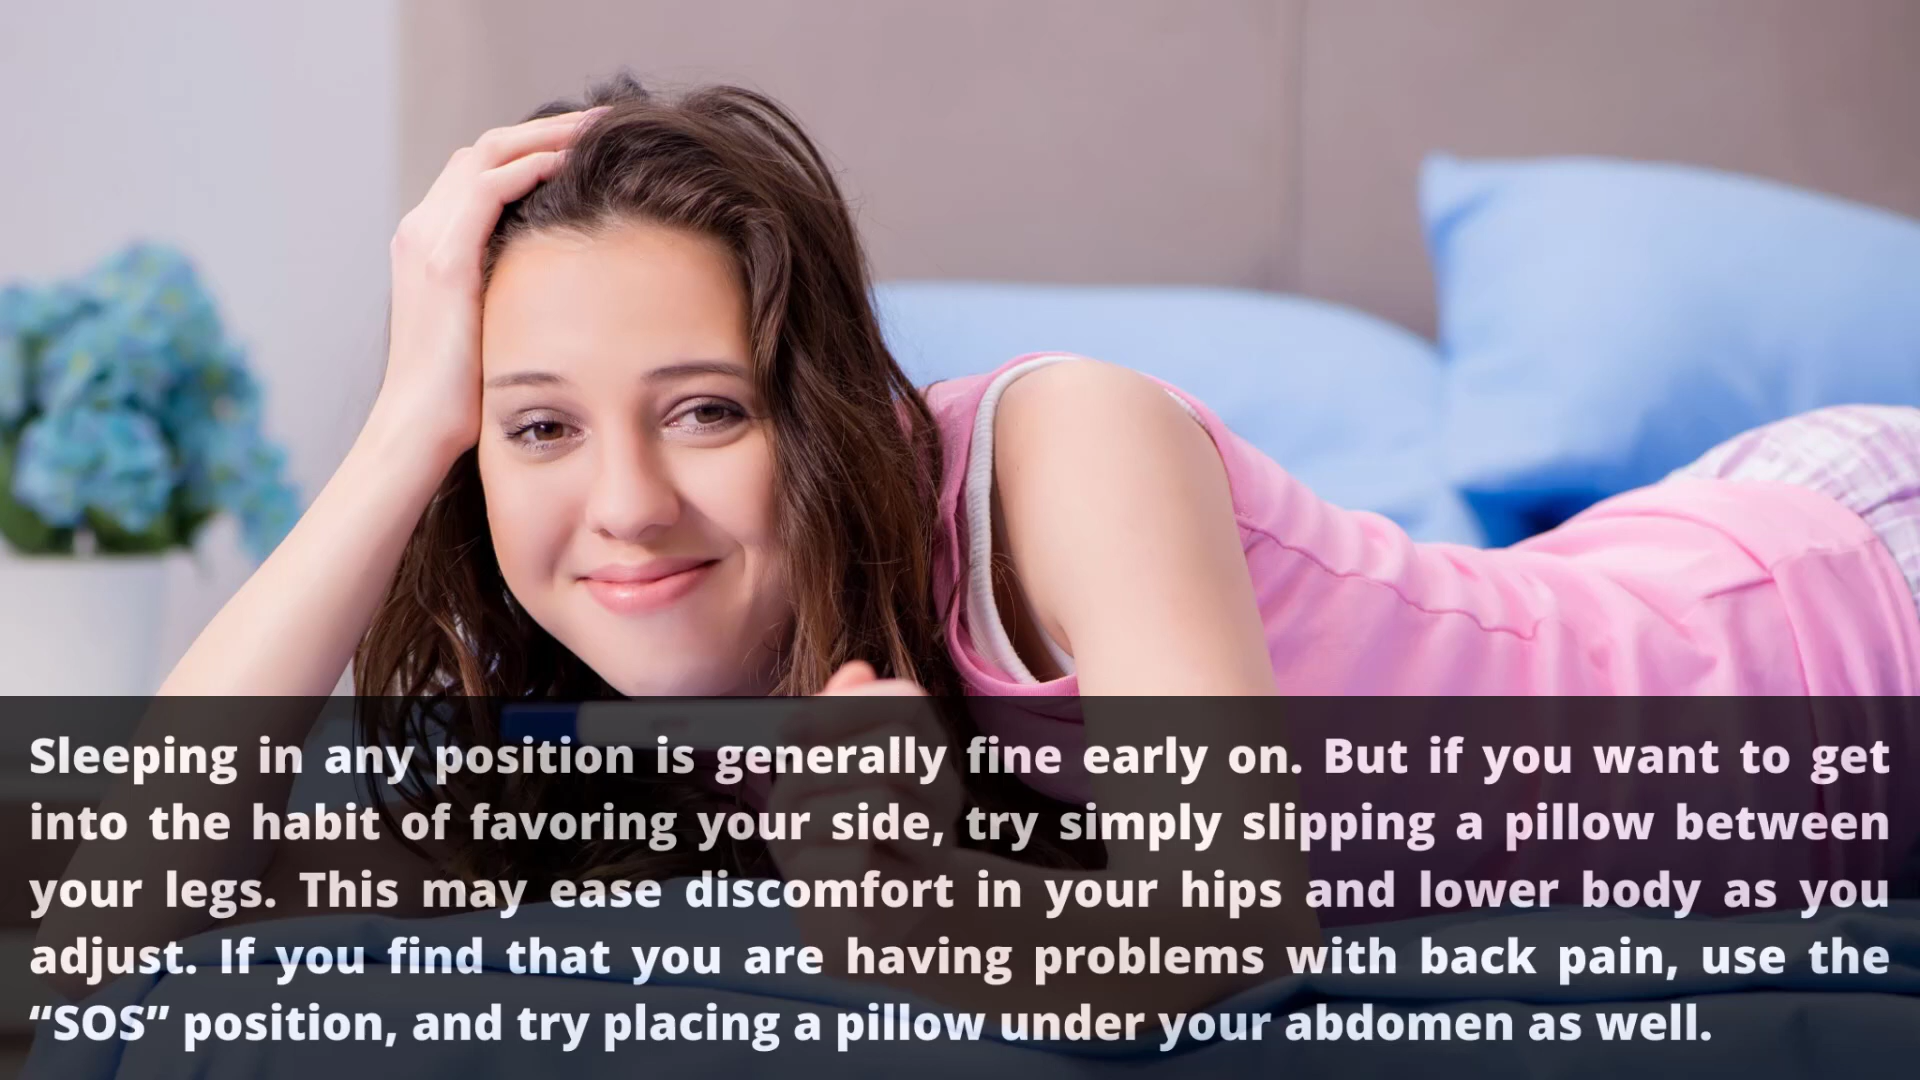 Sleeping in any position is generally fine early on. But if you want to get
into the habit of favoring your side, try simply slipping a pillow between
your legs. This may ease discomfort in your hips and lower body as you
adjust. If you find that you are having problems with back pain, use the
“SOS” position, and try placing a pillow under your abdomen as well.